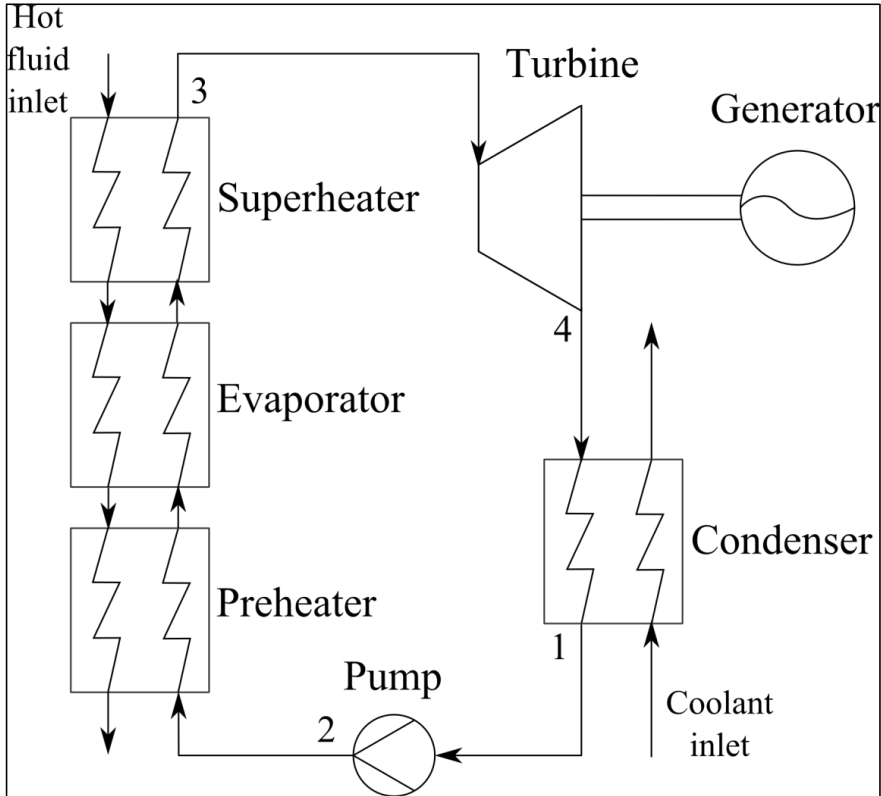 Hot
fluid
inlet
3
Turbine
Generator
Superheater
4
Evaporator
Condenser
Preheater
1
Pump
2
Coolant
inlet